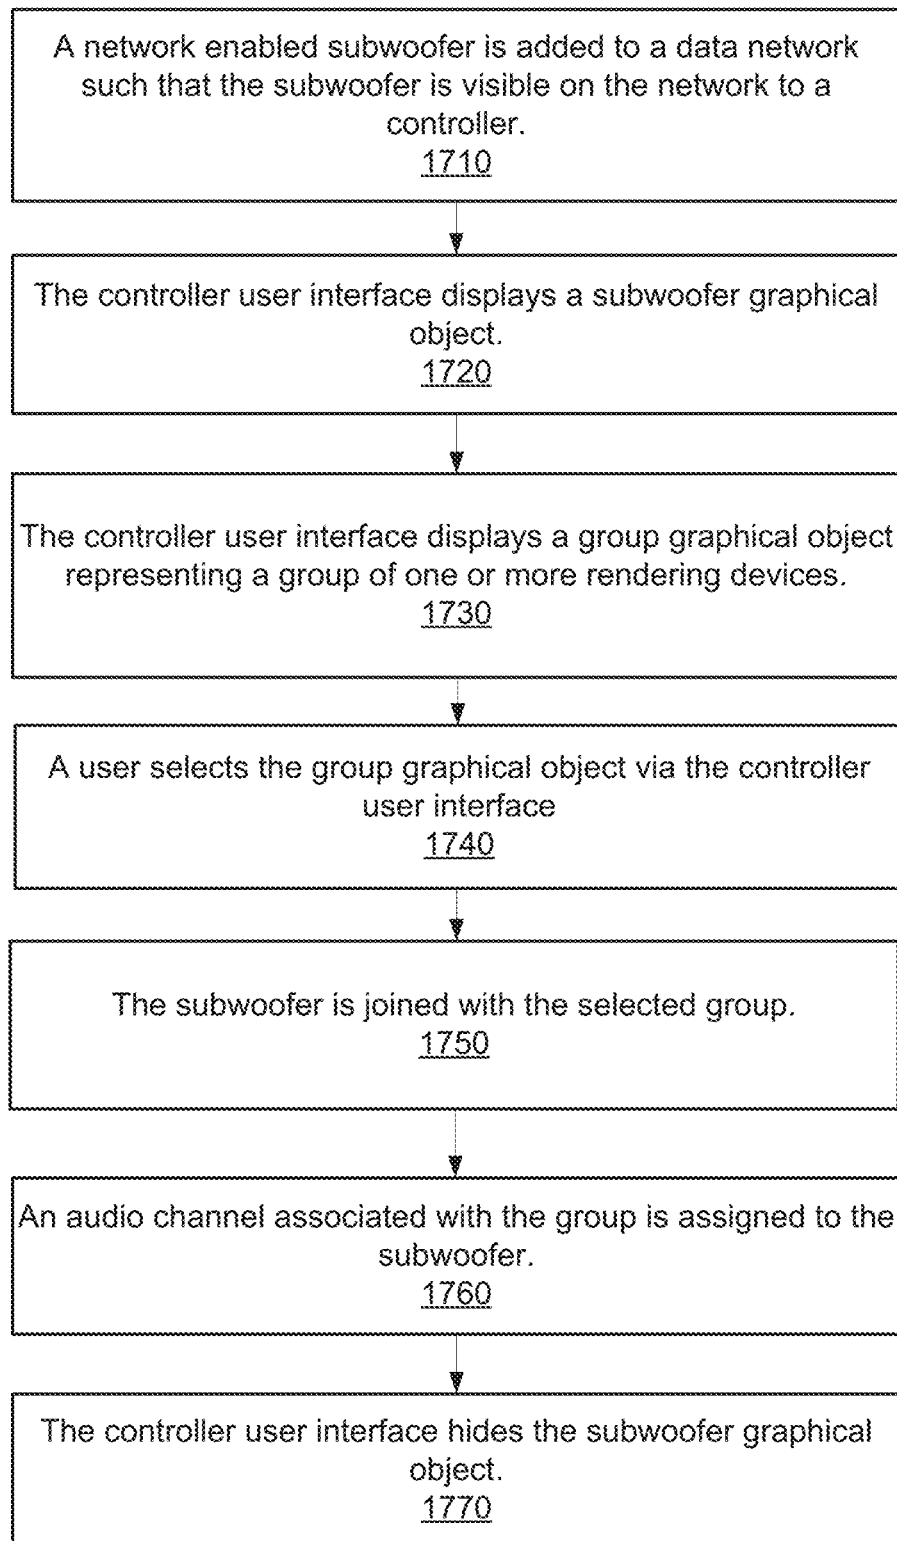 A network enabled subwoofer is added to a data network
such that the subwoofer is visible on the network to a
controller.
1710
The controller user interface displays a subwoofer graphical
object.
1720
The controller user interface displays a group graphical object
representing a group of one or more rendering devices.
1730
A user selects the group graphical object via the controller
user interface
1740
The subwoofer is joined with the selected group.
1750
An audio channel associated with the group is assigned to the
subwoofer.
1760
The controller user interface hides the subwoofer graphical
object.
1770